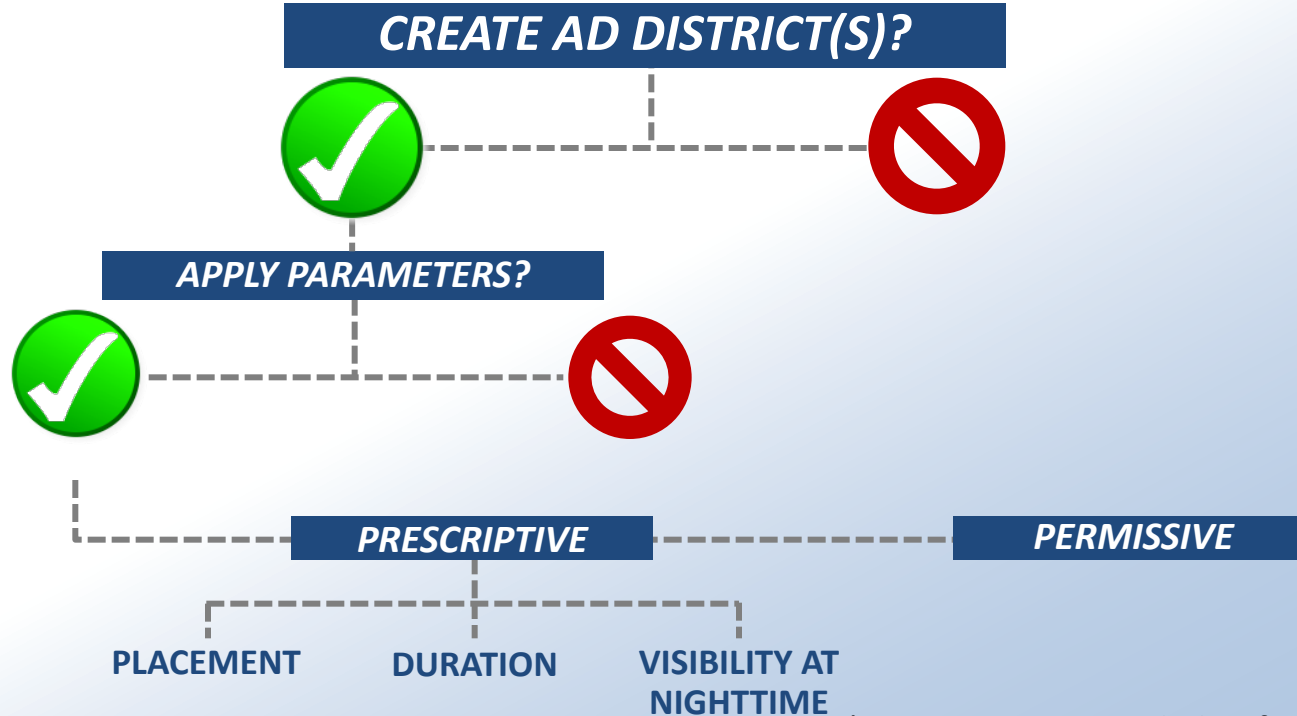 CREATE AD DISTRICT(S)?
APPLY PARAMETERS?
PRESCRIPTIVE
PERMISSIVE
PLACEMENT
DURATION
VISIBILITY AT
NIGHTTIME